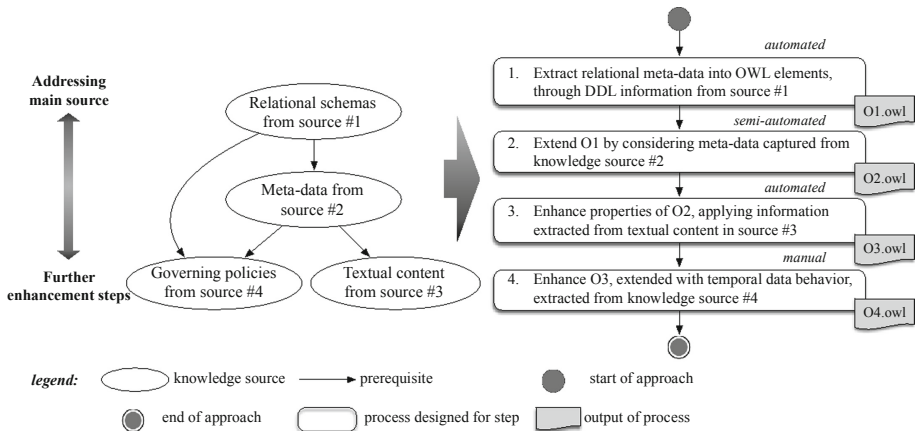 Addressing
main source
Further
enhancement steps
Relational schemas
from source #1
Meta-data from
source #2
Governing policies
from source #4
Textual content
from source #3
automated
1. Extract relational meta-data into OWL elements,
through DDL information from source #1
O1.owl
semi-automated
2. Extend O1 by considering meta-data captured from
knowledge source #2
O2.owl
automated
3. Enhance properties of O2, applying information
extracted from textual content in source #3
O3.owl
manual
4. Enhance O3, extended with temporal data behavior,
extracted from knowledge source #4
O4.owl
legend:
knowledge source
prerequisite
start of approach
end of approach
process designed for step
output of process